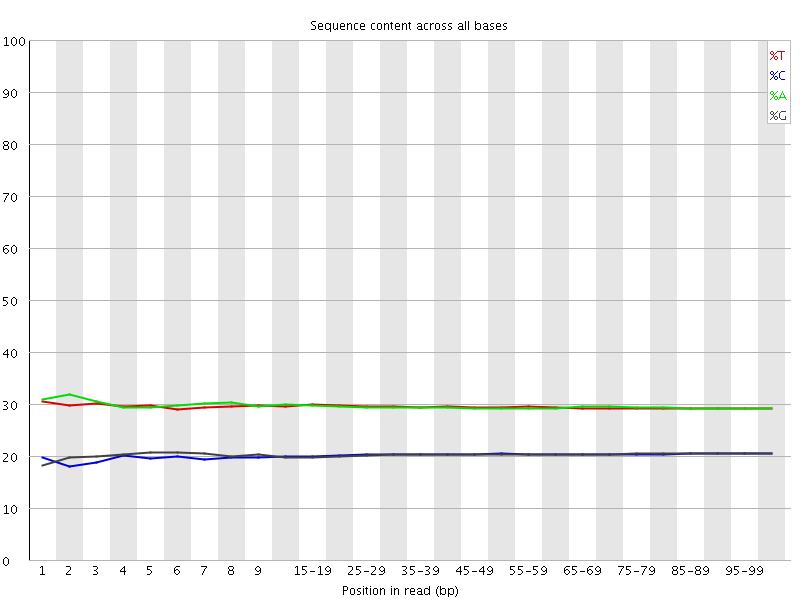 Sequence content across all bases
100
90
80
70
60
50
40
30
20
10
0
%T
%C
%A
%G
1 2 3 4 5 6 7 8 9 15-19 25-29 35-39 45-49 55-59 65-69 75-79 85-89 95-99
Position in read (bp)